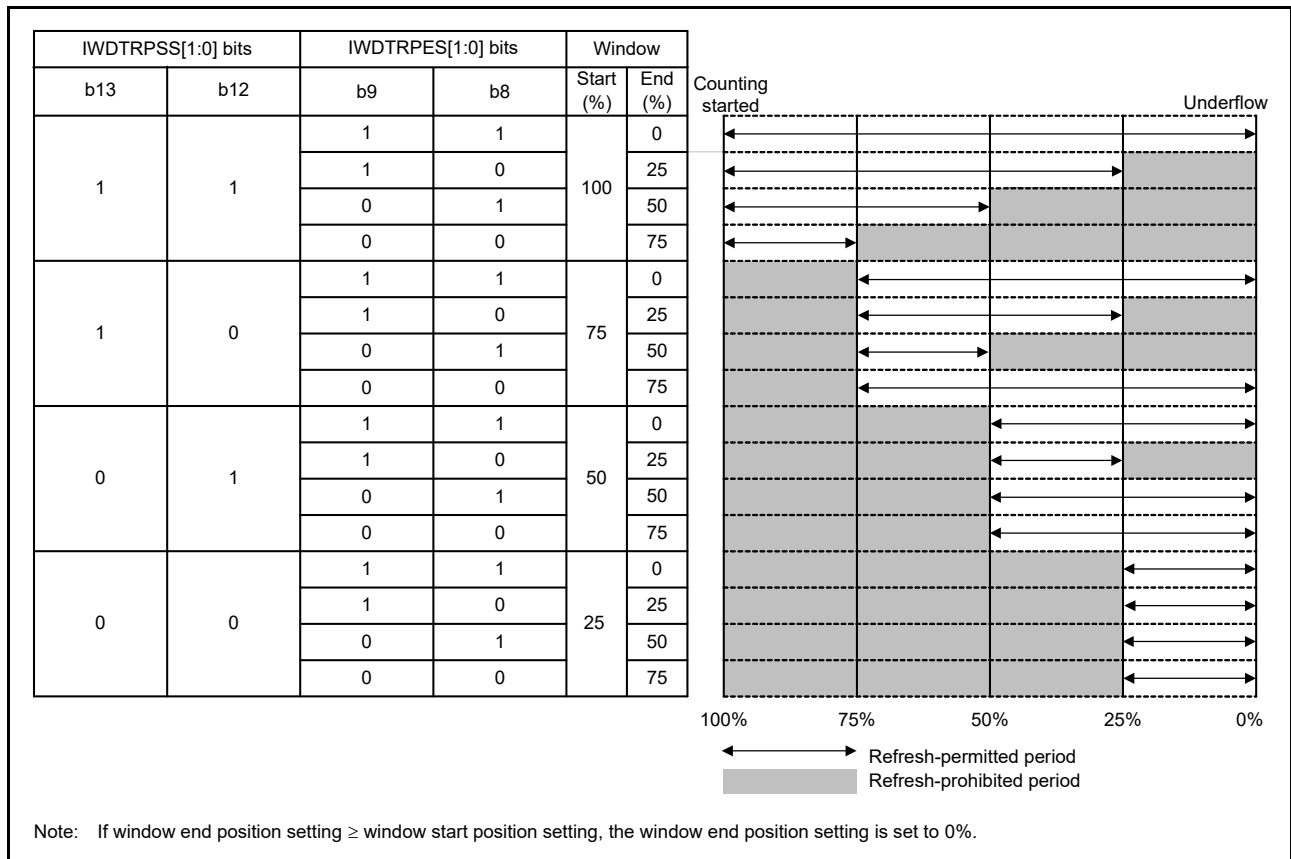 IWDTRPSS[1:0] bits IWDTRPES[1:0] bits Window
b13 b12 b9 b8 Start (%) End (%)
Counting started Underflow
1 1 1 1 100 0
1 0 25
0 1 50
0 0 75
1 0 1 1 75 0
1 0 25
0 1 50
0 0 75
0 1 1 1 50 0
1 0 25
0 1 50
0 0 75
0 0 1 1 25 0
1 0 25
0 1 50
0 0 75
100% 75% 50% 25% 0%
Refresh-permitted period
Refresh-prohibited period
Note: If window end position setting ≥ window start position setting, the window end position setting is set to 0%.